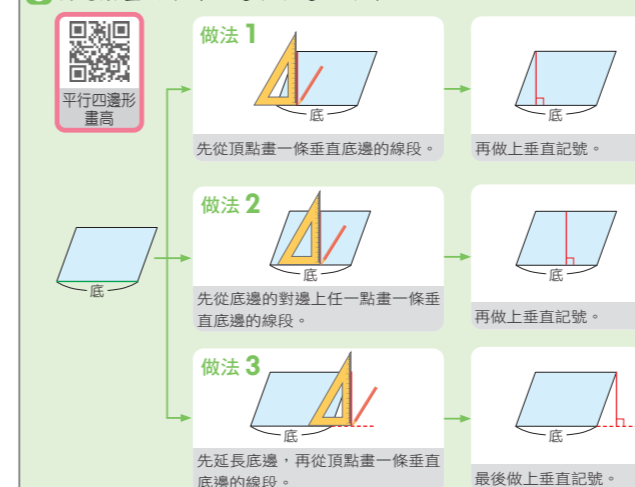 平行四邊形
畫高
底
做法 1
底
先從頂點畫一條垂直底邊的線段。
底
再做上垂直記號。
做法 2
底
先從底邊的對邊上任一點畫一條垂
直底邊的線段。
底
再做上垂直記號。
做法 3
底
先延長底邊,再從頂點畫一條垂直
底邊的線段。
底
最後做上垂直記號。